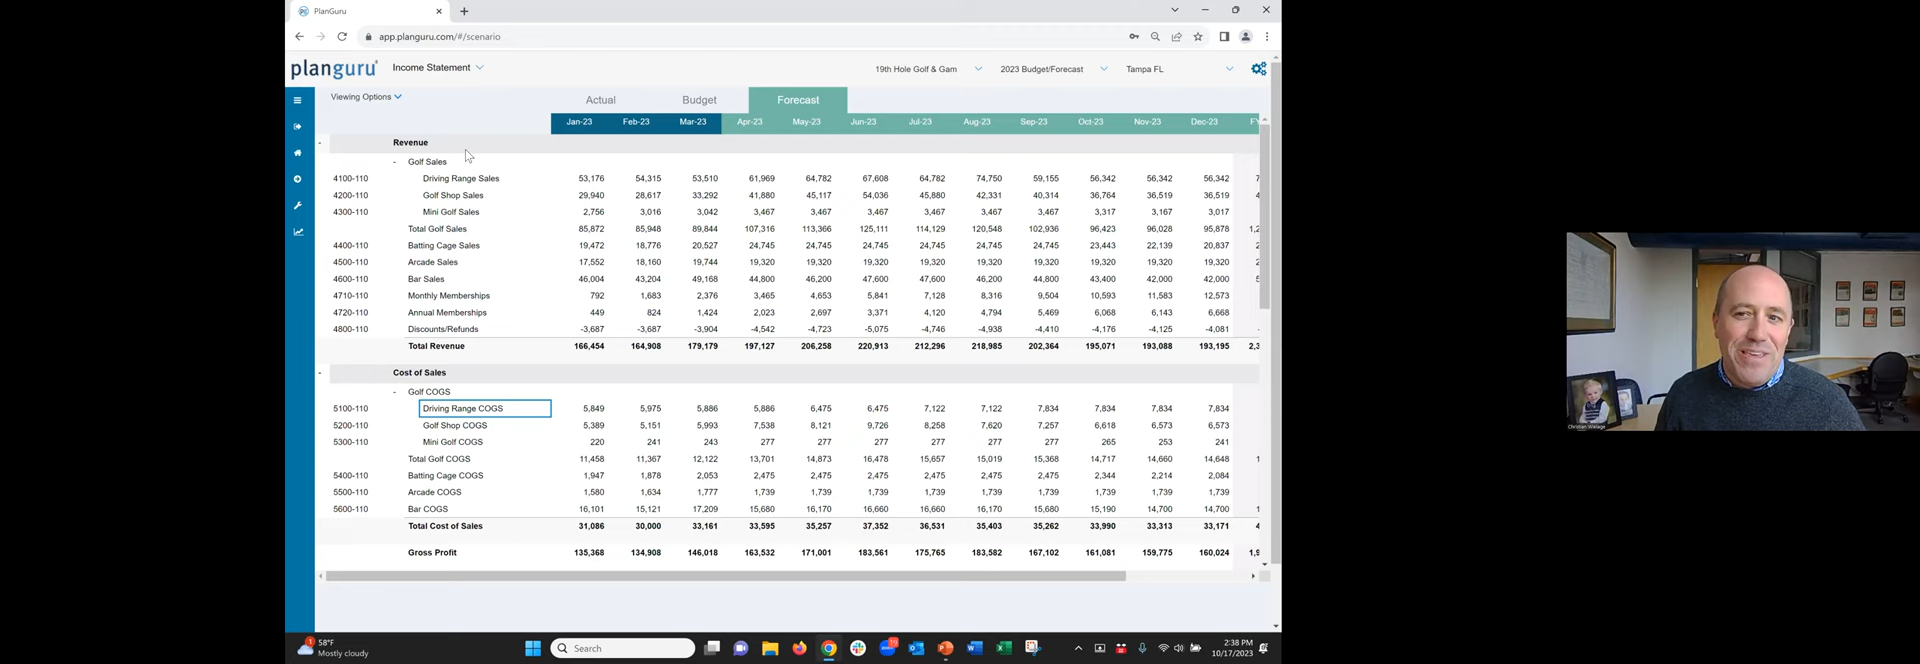 PlanGuru
app.planguru.com/#/scenario
planguru Income Statement 19th Hole Golf & Gam 2023 Budget/Forecast Tampa FL
Viewing Options Actual Budget Forecast
Jan-23 Feb-23 Mar-23 Apr-23 May-23 Jun-23 Jul-23 Aug-23 Sep-23 Oct-23 Nov-23 Dec-23 FY
- Revenue
- Golf Sales
4100-110 Driving Range Sales 53,176 54,315 53,510 61,969 64,782 67,608 64,782 74,750 59,155 56,342 56,342 56,342 7
4200-110 Golf Shop Sales 29,940 28,617 33,292 41,880 45,117 54,036 45,880 42,331 40,314 36,764 36,519 36,519 4
4300-110 Mini Golf Sales 2,756 3,016 3,042 3,467 3,467 3,467 3,467 3,467 3,467 3,317 3,167 3,017
Total Golf Sales 85,872 85,948 89,844 107,316 113,366 125,111 114,129 120,548 102,936 96,423 96,028 95,878 1,2
4400-110 Batting Cage Sales 19,472 18,776 20,527 24,745 24,745 24,745 24,745 24,745 24,745 23,443 22,139 20,837 2
4500-110 Arcade Sales 17,552 18,160 19,744 19,320 19,320 19,320 19,320 19,320 19,320 19,320 19,320 19,320 2
4600-110 Bar Sales 46,004 43,204 49,168 44,800 46,200 47,600 47,600 46,200 44,800 43,400 42,000 42,000 5
4710-110 Monthly Memberships 792 1,683 2,376 3,465 4,653 5,841 7,128 8,316 9,504 10,593 11,583 12,573
4720-110 Annual Memberships 449 824 1,424 2,023 2,697 3,371 4,120 4,794 5,469 6,068 6,143 6,668
4800-110 Discounts/Refunds -3,687 -3,687 -3,904 -4,542 -4,723 -5,075 -4,746 -4,938 -4,410 -4,176 -4,125 -4,081 -
Total Revenue 166,454 164,908 179,179 197,127 206,258 220,913 212,296 218,985 202,364 195,071 193,088 193,195 2,3
- Cost of Sales
- Golf COGS
5100-110 Driving Range COGS 5,849 5,975 5,886 5,886 6,475 6,475 7,122 7,122 7,834 7,834 7,834 7,834
5200-110 Golf Shop COGS 5,389 5,151 5,993 7,538 8,121 9,726 8,258 7,620 7,257 6,618 6,573 6,573
5300-110 Mini Golf COGS 220 241 243 277 277 277 277 277 277 265 253 241
Total Golf COGS 11,458 11,367 12,122 13,701 14,873 16,478 15,657 15,019 15,368 14,717 14,660 14,648 1
5400-110 Batting Cage COGS 1,947 1,878 2,053 2,475 2,475 2,475 2,475 2,475 2,475 2,344 2,214 2,084
5500-110 Arcade COGS 1,580 1,634 1,777 1,739 1,739 1,739 1,739 1,739 1,739 1,739 1,739 1,739
5600-110 Bar COGS 16,101 15,121 17,209 15,680 16,170 16,660 16,660 16,170 15,680 15,190 14,700 14,700 1
Total Cost of Sales 31,086 30,000 33,161 33,595 35,257 37,352 36,531 35,403 35,262 33,990 33,313 33,171 4
Gross Profit 135,368 134,908 146,018 163,532 171,001 183,561 175,765 183,582 167,102 161,081 159,775 160,024 1,9
Christian Wielage
58°F
Mostly cloudy
Search
2:38 PM
10/17/2023